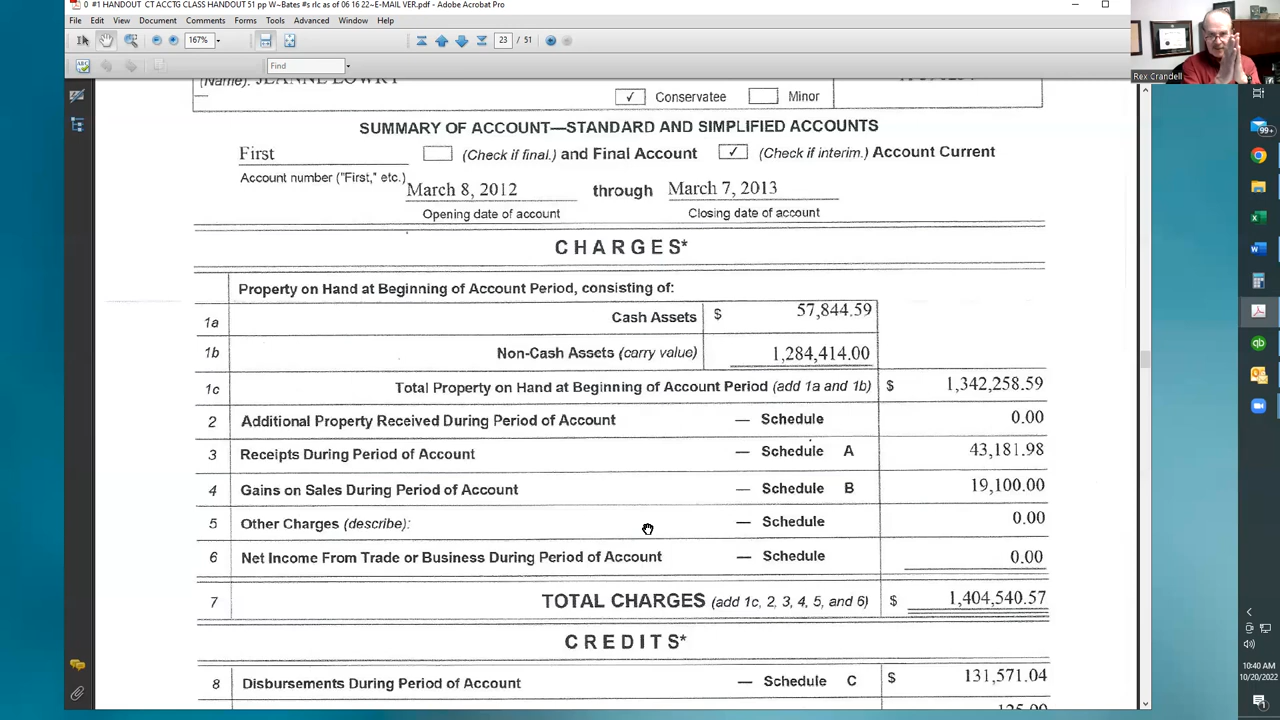 0 #1 HANDOUT CT ACCTG CLASS HANDOUT 51 pp W~Bates #s rlc as of 06 16 22~E-MAIL VER.pdf - Adobe Acrobat Pro
File Edit View Document Comments Forms Tools Advanced Window Help
167% 23 / 51
Find
Rex Crandell
(Name): JEANNE LOWRY
✓ Conservatee Minor
SUMMARY OF ACCOUNT—STANDARD AND SIMPLIFIED ACCOUNTS
First (Check if final.) and Final Account ✓ (Check if interim.) Account Current
Account number ("First," etc.)
March 8, 2012 through March 7, 2013
Opening date of account Closing date of account
CHARGES*
Property on Hand at Beginning of Account Period, consisting of:
1a Cash Assets $ 57,844.59
1b Non-Cash Assets (carry value) 1,284,414.00
1c Total Property on Hand at Beginning of Account Period (add 1a and 1b) $ 1,342,258.59
2 Additional Property Received During Period of Account — Schedule 0.00
3 Receipts During Period of Account — Schedule A 43,181.98
4 Gains on Sales During Period of Account — Schedule B 19,100.00
5 Other Charges (describe): — Schedule 0.00
6 Net Income From Trade or Business During Period of Account — Schedule 0.00
7 TOTAL CHARGES (add 1c, 2, 3, 4, 5, and 6) $ 1,404,540.57
CREDITS*
8 Disbursements During Period of Account — Schedule C $ 131,571.04
125.00
99+
10:40 AM
10/20/2022